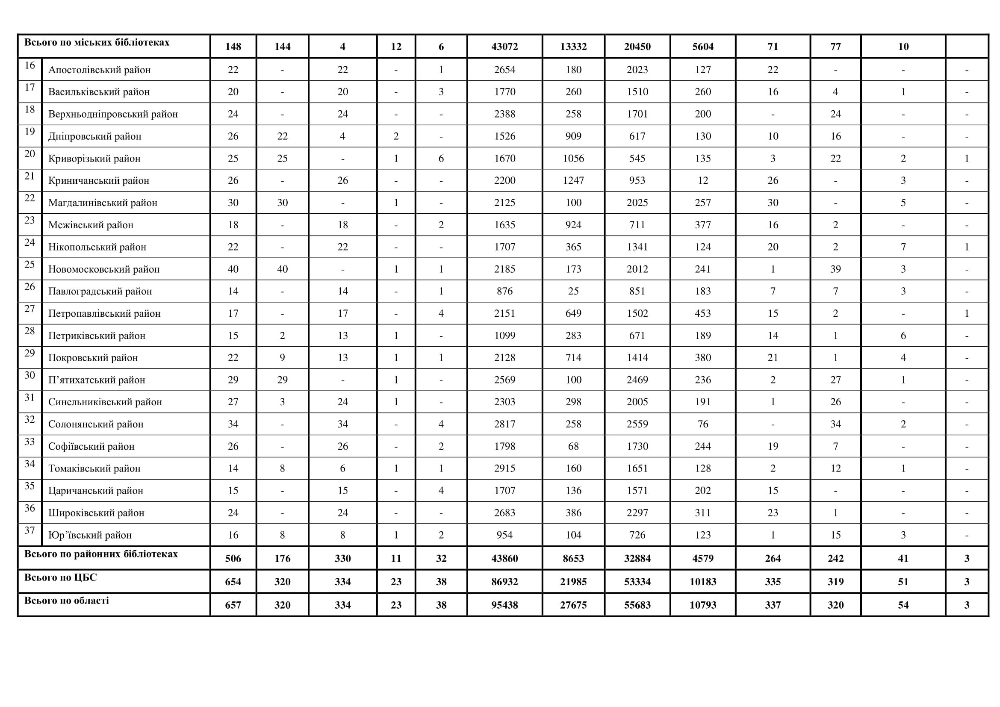 Всього по міських бібліотеках 148 144 4 12 6 43072 13332 20450 5604 71 77 10
16 Апостолівський район 22 - 22 - 1 2654 180 2023 127 22 - - -
17 Васильківський район 20 - 20 - 3 1770 260 1510 260 16 4 1 -
18 Верхньодніпровський район 24 - 24 - - 2388 258 1701 200 - 24 - -
19 Дніпровський район 26 22 4 2 - 1526 909 617 130 10 16 - -
20 Криворізький район 25 25 - 1 6 1670 1056 545 135 3 22 2 1
21 Криничанський район 26 - 26 - - 2200 1247 953 12 26 - 3 -
22 Магдалинівський район 30 30 - 1 - 2125 100 2025 257 30 - 5 -
23 Межівський район 18 - 18 - 2 1635 924 711 377 16 2 - -
24 Нікопольський район 22 - 22 - - 1707 365 1341 124 20 2 7 1
25 Новомосковський район 40 40 - 1 1 2185 173 2012 241 1 39 3 -
26 Павлоградський район 14 - 14 - 1 876 25 851 183 7 7 3 -
27 Петропавлівський район 17 - 17 - 4 2151 649 1502 453 15 2 - 1
28 Петриківський район 15 2 13 1 - 1099 283 671 189 14 1 6 -
29 Покровський район 22 9 13 1 1 2128 714 1414 380 21 1 4 -
30 П’ятихатський район 29 29 - 1 - 2569 100 2469 236 2 27 1 -
31 Синельниківський район 27 3 24 1 - 2303 298 2005 191 1 26 - -
32 Солонянський район 34 - 34 - 4 2817 258 2559 76 - 34 2 -
33 Софіївський район 26 - 26 - 2 1798 68 1730 244 19 7 - -
34 Томаківський район 14 8 6 1 1 2915 160 1651 128 2 12 1 -
35 Царичанський район 15 - 15 - 4 1707 136 1571 202 15 - - -
36 Широківський район 24 - 24 - - 2683 386 2297 311 23 1 - -
37 Юр’ївський район 16 8 8 1 2 954 104 726 123 1 15 3 -
Всього по районних бібліотеках 506 176 330 11 32 43860 8653 32884 4579 264 242 41 3
Всього по ЦБС 654 320 334 23 38 86932 21985 53334 10183 335 319 51 3
Всього по області 657 320 334 23 38 95438 27675 55683 10793 337 320 54 3